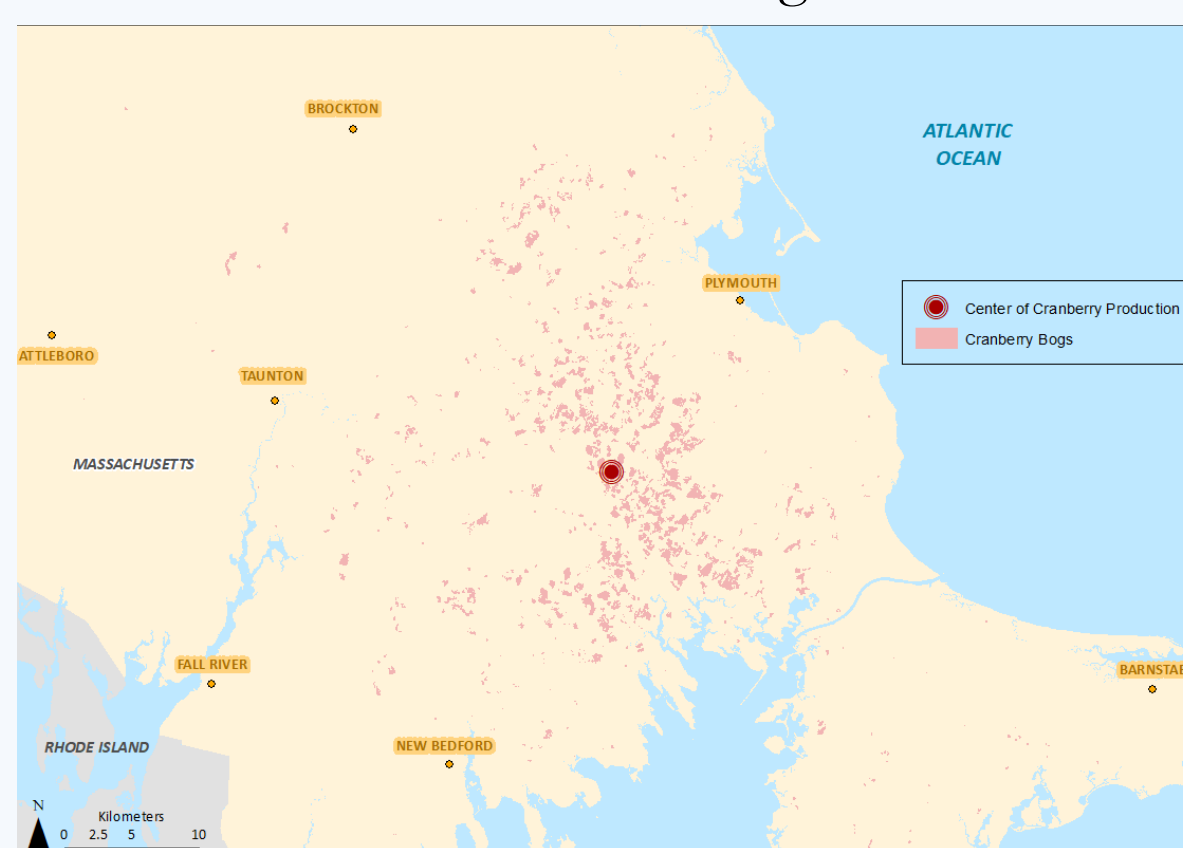 BROCKTON
ATLANTIC
OCEAN
PLYMOUTH
Center of Cranberry Production
Cranberry Bogs
ATTLEBORO
TAUNTON
MASSACHUSETTS
FALL RIVER
BARNSTAB
RHODE ISLAND
NEW BEDFORD
N
Kilometers
0 2.5 5 10